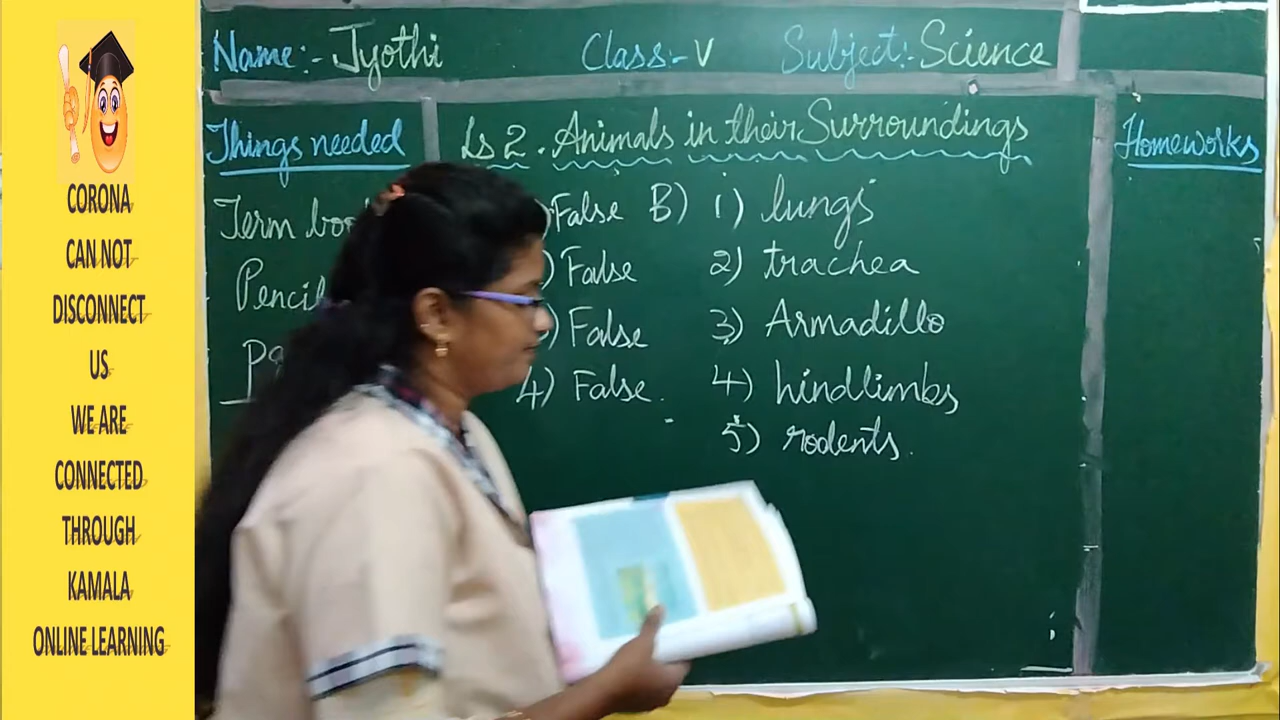 CORONA
CAN NOT
DISCONNECT
US
WE ARE
CONNECTED
THROUGH
KAMALA
ONLINE LEARNING
Name:- Jyothi Class:- V Subject:- Science
Things needed
Term
Pencil
Ls 2. Animals in their Surroundings
False
False
False
4) False.
B) 1) lungs
2) trachea
3) Armadillo
4) hindlimbs
5) rodents.
Homeworks